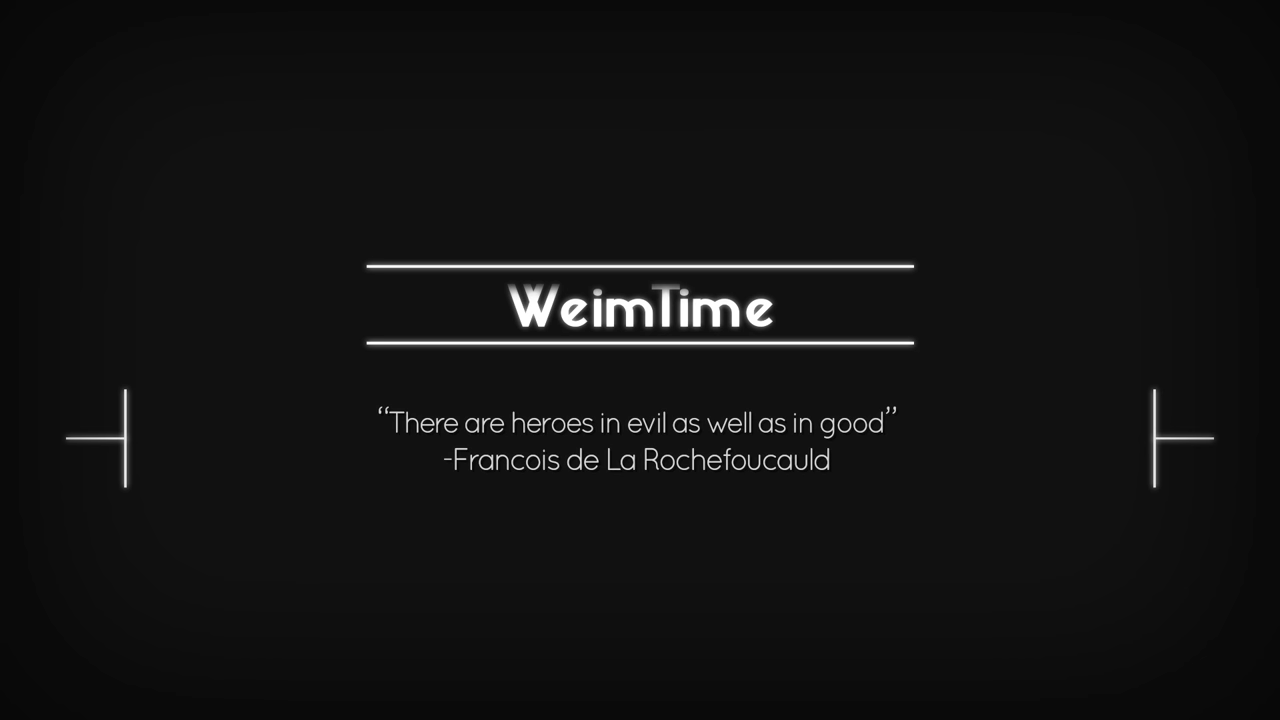 WeimTime
“There are heroes in evil as well as in good”
-Francois de La Rochefoucauld